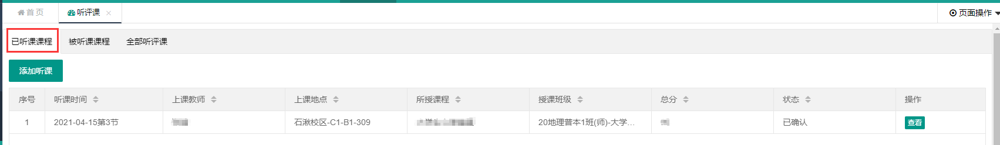 首页 听评课 × 页面操作
已听课课程 被听课课程 全部听评课
添加听课
序号 听课时间 上课教师 上课地点 所授课程 授课班级 总分 状态 操作
1 2021-04-15第3节 石湫校区-C1-B1-309 20地理普本1班(师)-大学... 已确认 查看